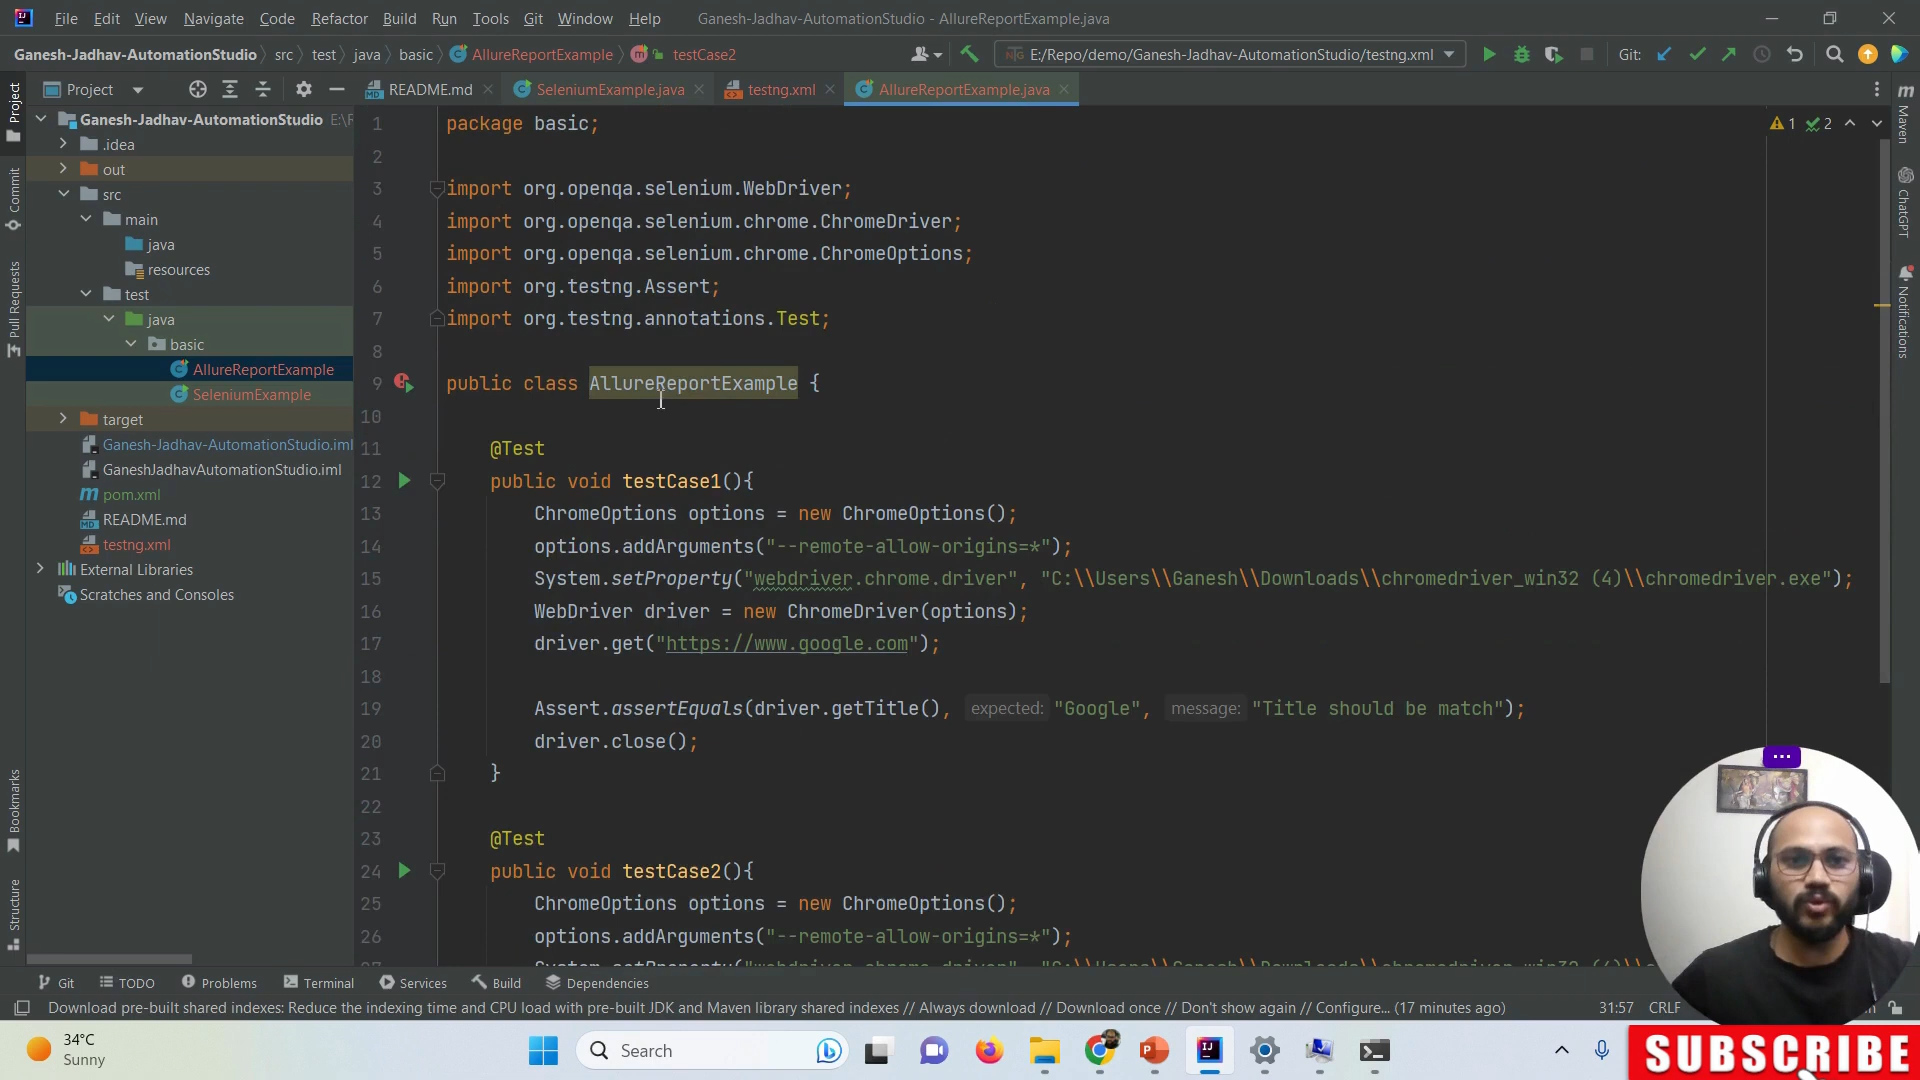 File Edit View Navigate Code Refactor Build Run Tools Git Window Help Ganesh-Jadhav-AutomationStudio - AllureReportExample.java
Ganesh-Jadhav-AutomationStudio src test java basic AllureReportExample testCase2 E:/Repo/demo/Ganesh-Jadhav-AutomationStudio/testng.xml Git:
Project README.md SeleniumExample.java testng.xml AllureReportExample.java
Project
Commit
Pull Requests
Bookmarks
Structure
Ganesh-Jadhav-AutomationStudio E:\R
.idea
out
src
main
java
resources
test
java
basic
AllureReportExample
SeleniumExample
target
Ganesh-Jadhav-AutomationStudio.iml
GaneshJadhavAutomationStudio.iml
pom.xml
README.md
testng.xml
External Libraries
Scratches and Consoles
1 package basic;
2
3 import org.openqa.selenium.WebDriver;
4 import org.openqa.selenium.chrome.ChromeDriver;
5 import org.openqa.selenium.chrome.ChromeOptions;
6 import org.testng.Assert;
7 import org.testng.annotations.Test;
8
9 public class AllureReportExample {
10
11 @Test
12 public void testCase1(){
13 ChromeOptions options = new ChromeOptions();
14 options.addArguments("--remote-allow-origins=*");
15 System.setProperty("webdriver.chrome.driver", "C:\\Users\\Ganesh\\Downloads\\chromedriver_win32 (4)\\chromedriver.exe");
16 WebDriver driver = new ChromeDriver(options);
17 driver.get("https://www.google.com");
18
19 Assert.assertEquals(driver.getTitle(), expected: "Google", message: "Title should be match");
20 driver.close();
21 }
22
23 @Test
24 public void testCase2(){
25 ChromeOptions options = new ChromeOptions();
26 options.addArguments("--remote-allow-origins=*");
1 2
Maven
ChatGPT
Notifications
Git TODO Problems Terminal Services Build Dependencies
Download pre-built shared indexes: Reduce the indexing time and CPU load with pre-built JDK and Maven library shared indexes // Always download // Download once // Don't show again // Configure... (17 minutes ago) 31:57 CRLF
34°C
Sunny
Search
SUBSCRIBE